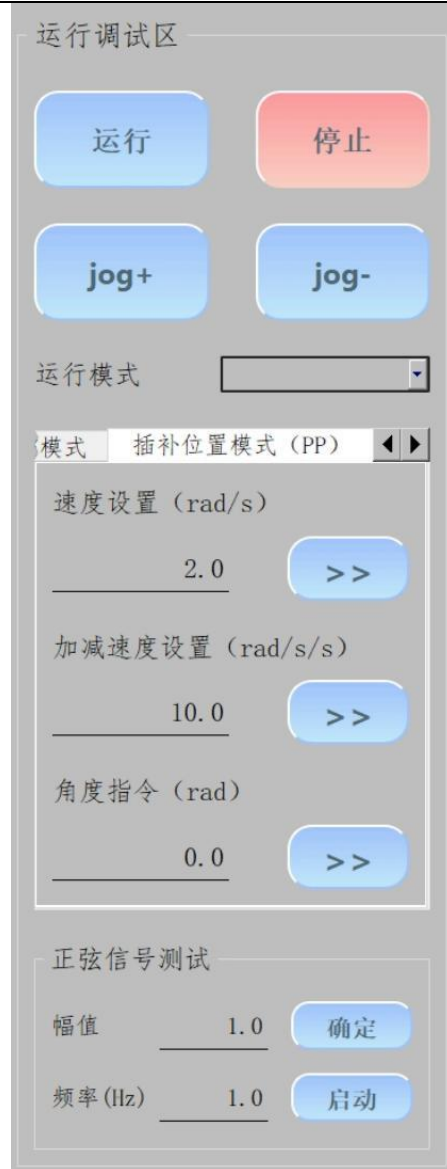 运行调试区
运行 停止
jog+ jog-
运行模式
模式 插补位置模式（PP）
速度设置（rad/s）
2.0 >>
加减速度设置（rad/s/s）
10.0 >>
角度指令（rad）
0.0 >>
正弦信号测试
幅值 1.0 确定
频率(Hz) 1.0 启动